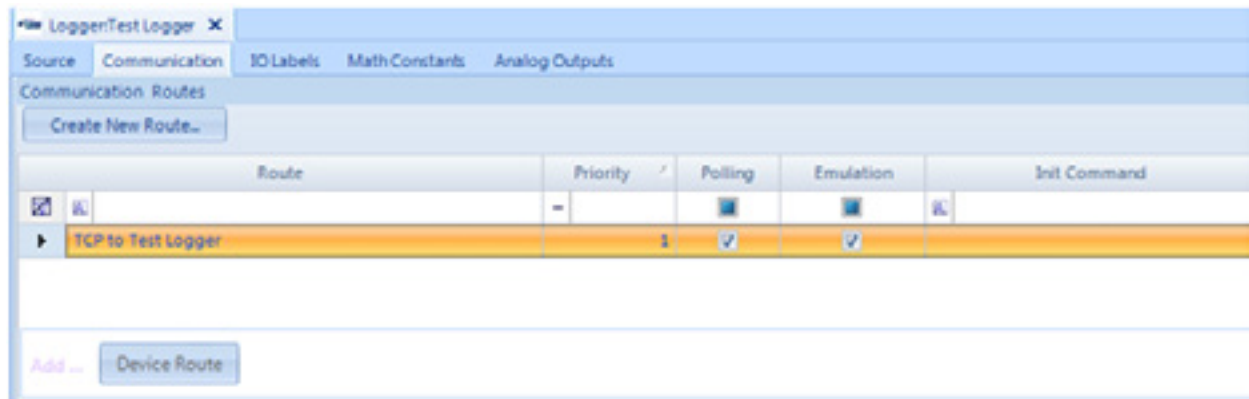 Logger:Test Logger
Source Communication IO Labels Math Constants Analog Outputs
Communication Routes
Create New Route...
Route Priority Polling Emulation Init Command
TCP to Test Logger 1
Add ... Device Route